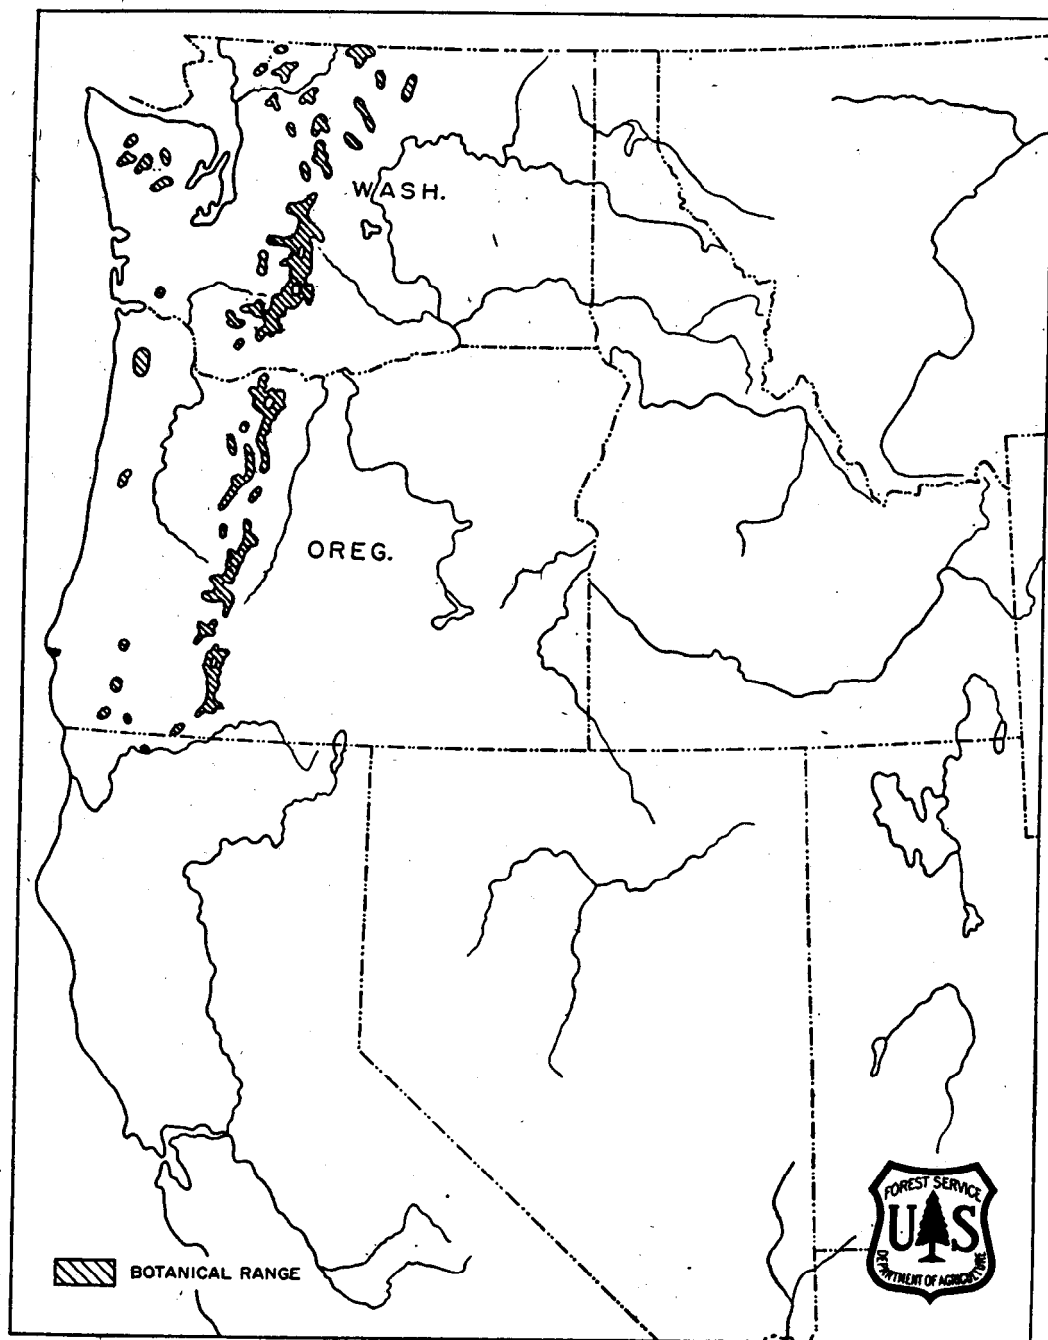 WASH.
OREG.
FOREST SERVICE
U S
DEPARTMENT OF AGRICULTURE
BOTANICAL RANGE